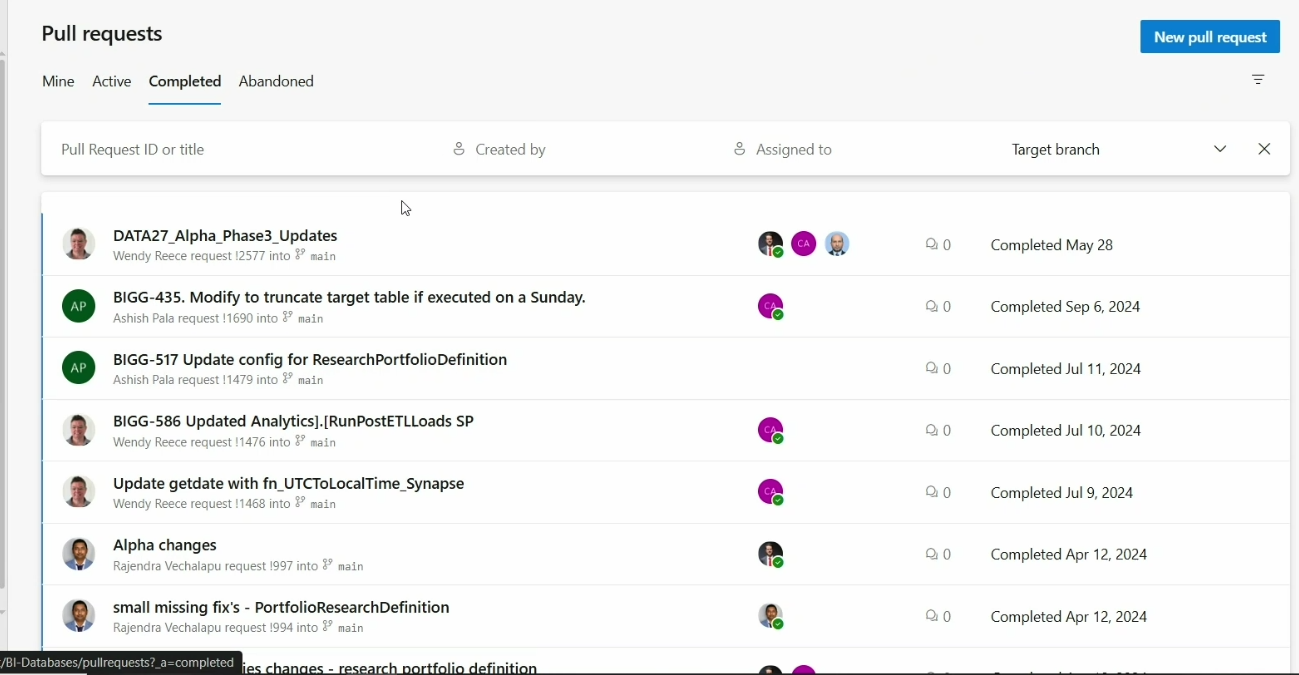 Pull requests
New pull request
Mine Active Completed Abandoned
Pull Request ID or title Created by Assigned to Target branch
DATA27_Alpha_Phase3_Updates
Wendy Reece request !2577 into main
CA
0 Completed May 28
AP
BIGG-435. Modify to truncate target table if executed on a Sunday.
Ashish Pala request !1690 into main
CA
0 Completed Sep 6, 2024
AP
BIGG-517 Update config for ResearchPortfolioDefinition
Ashish Pala request !1479 into main
0 Completed Jul 11, 2024
BIGG-586 Updated Analytics].[RunPostETLLoads SP
Wendy Reece request !1476 into main
CA
0 Completed Jul 10, 2024
Update getdate with fn_UTCToLocalTime_Synapse
Wendy Reece request !1468 into main
CA
0 Completed Jul 9, 2024
Alpha changes
Rajendra Vechalapu request !997 into main
0 Completed Apr 12, 2024
small missing fix's - PortfolioResearchDefinition
Rajendra Vechalapu request !994 into main
0 Completed Apr 12, 2024
changes - research portfolio definition
/BI-Databases/pullrequests?_a=completed